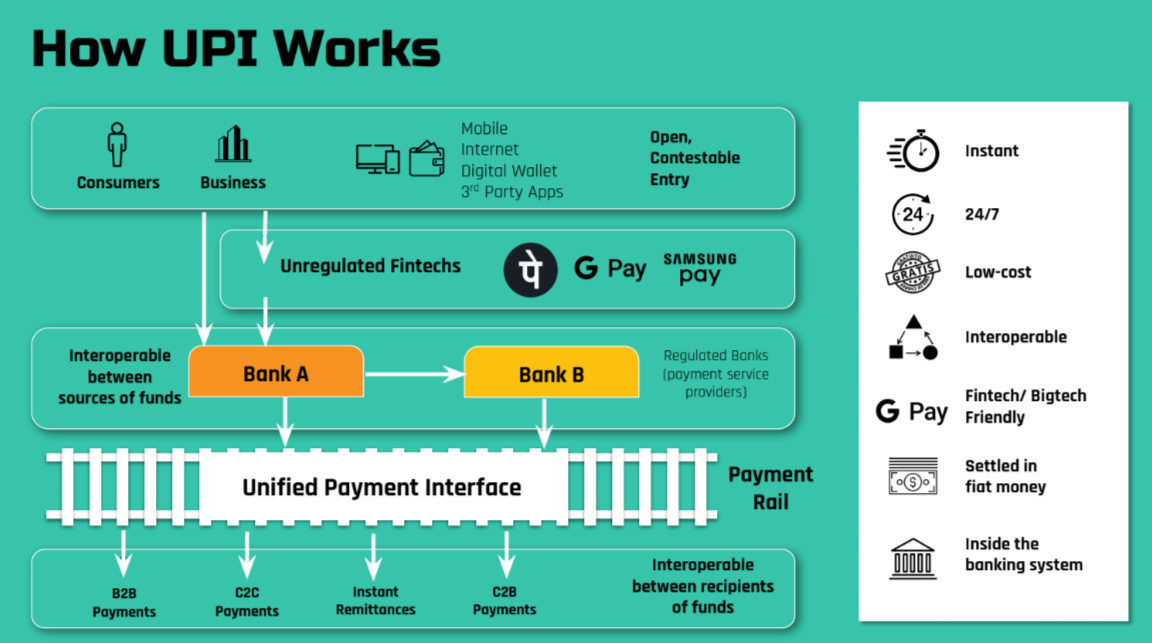 How UPI Works
Consumers
Business
Mobile
Internet
Digital Wallet
3rd Party Apps
Open,
Contestable
Entry
Unregulated Fintechs
पे
G Pay
SAMSUNG
pay
Interoperable
between
sources of funds
Bank A
Bank B
Regulated Banks
(payment service
providers)
Unified Payment Interface
Payment
Rail
B2B
Payments
C2C
Payments
Instant
Remittances
C2B
Payments
Interoperable
between recipients
of funds
Instant
24
24/7
GRATIS
Low-cost
Interoperable
G Pay
Fintech/ Bigtech
Friendly
$
Settled in
fiat money
Inside the
banking system